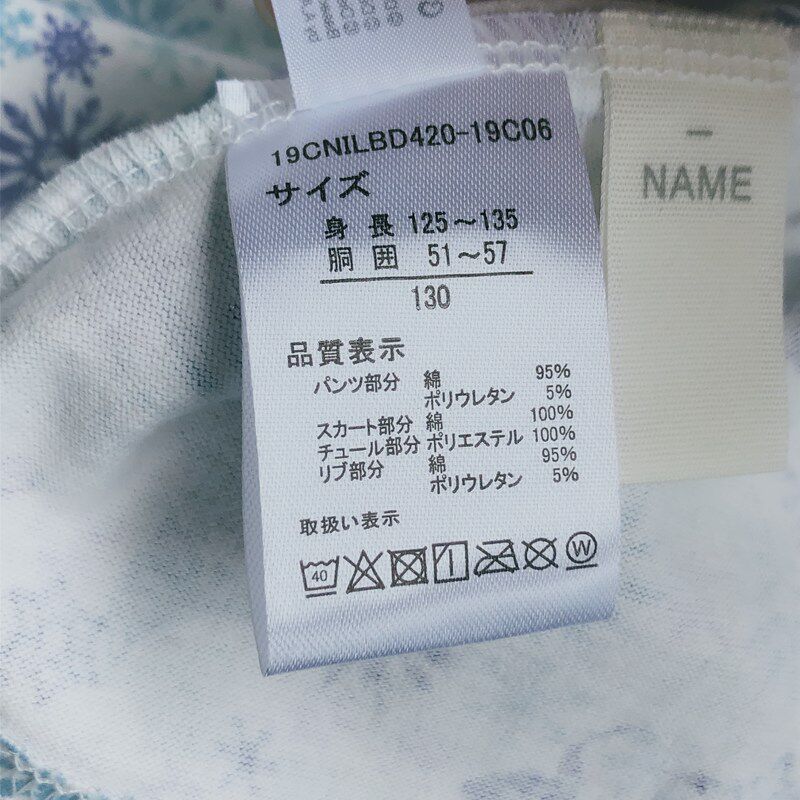 19CNILBD420-19C06
サイズ
身長 125～135
胴囲 51～57
130
品質表示
パンツ部分 綿 95%
ポリウレタン 5%
スカート部分 綿 100%
チュール部分 ポリエステル 100%
リブ部分 綿 95%
ポリウレタン 5%
取扱い表示
40
W
NAME